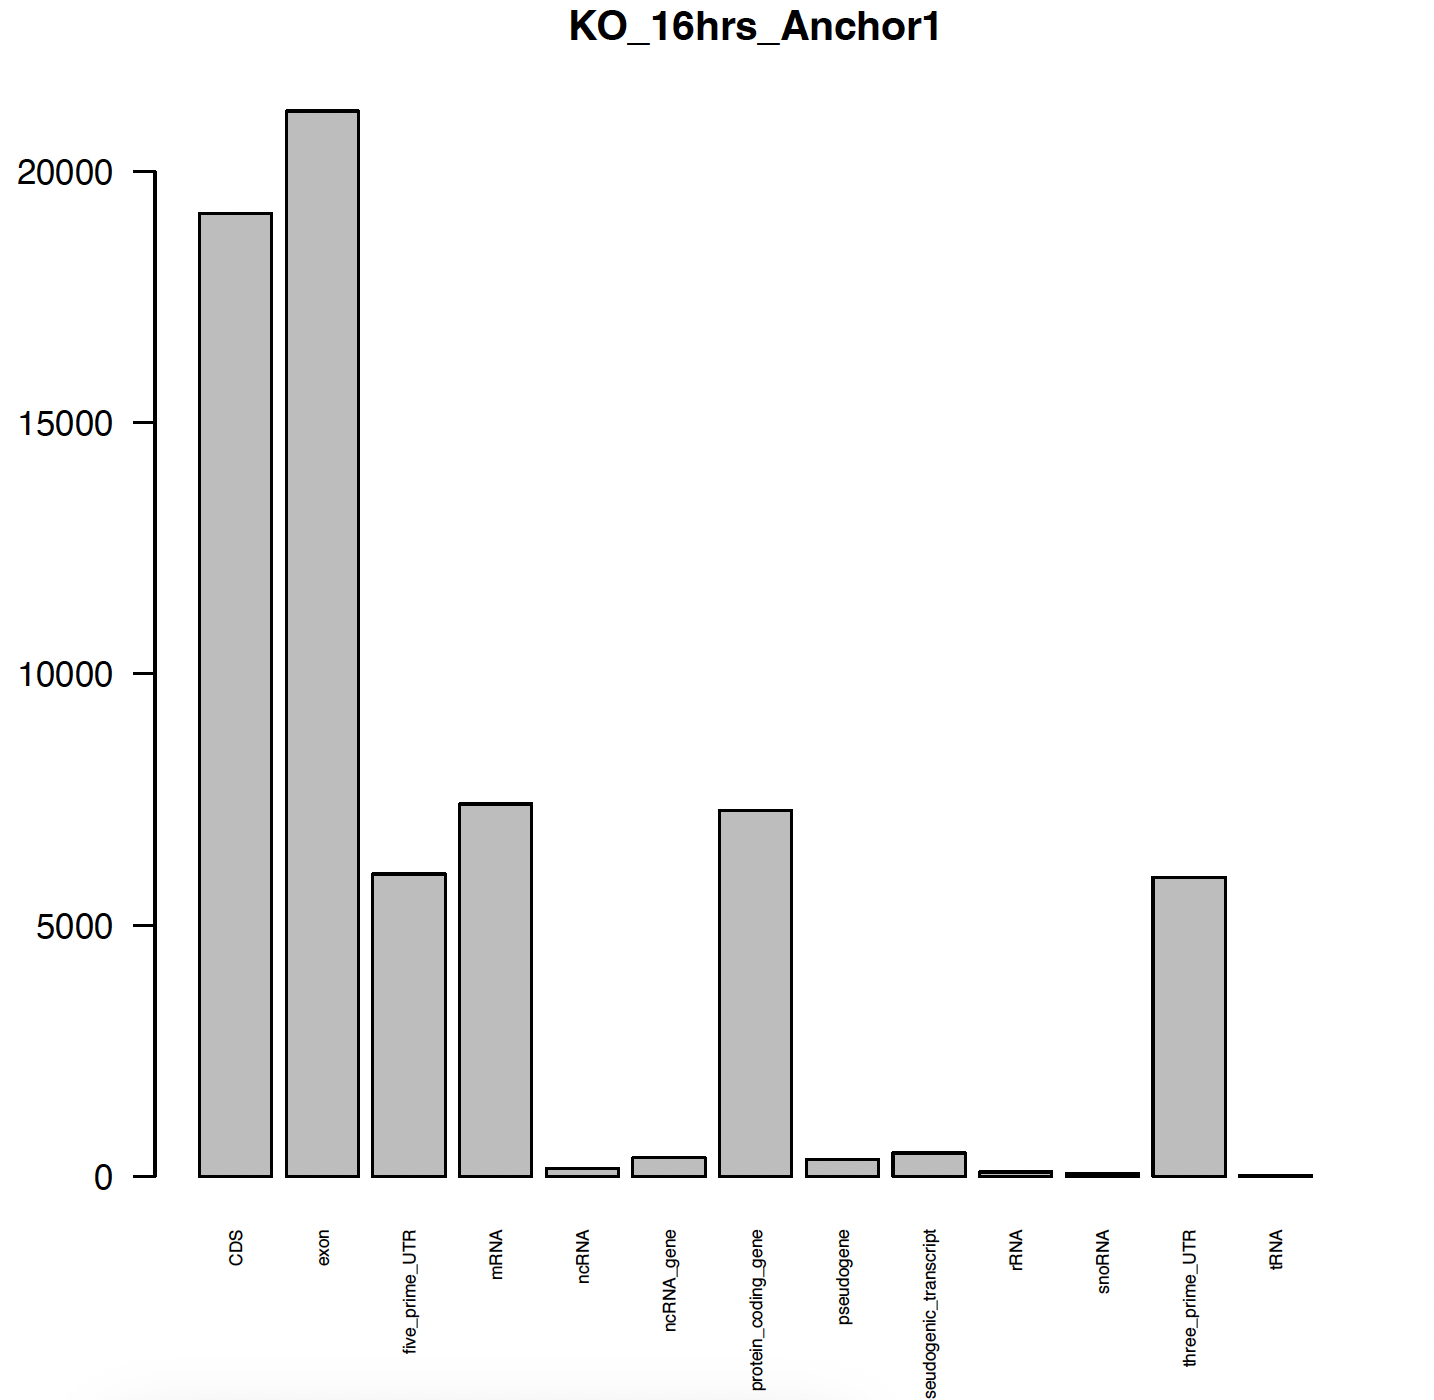 KO_16hrs_Anchor1
20000
15000
10000
5000
0
CDS
exon
five_prime_UTR
mRNA
ncRNA
ncRNA_gene
protein_coding_gene
pseudogene
seudogenic_transcript
rRNA
snoRNA
three_prime_UTR
tRNA